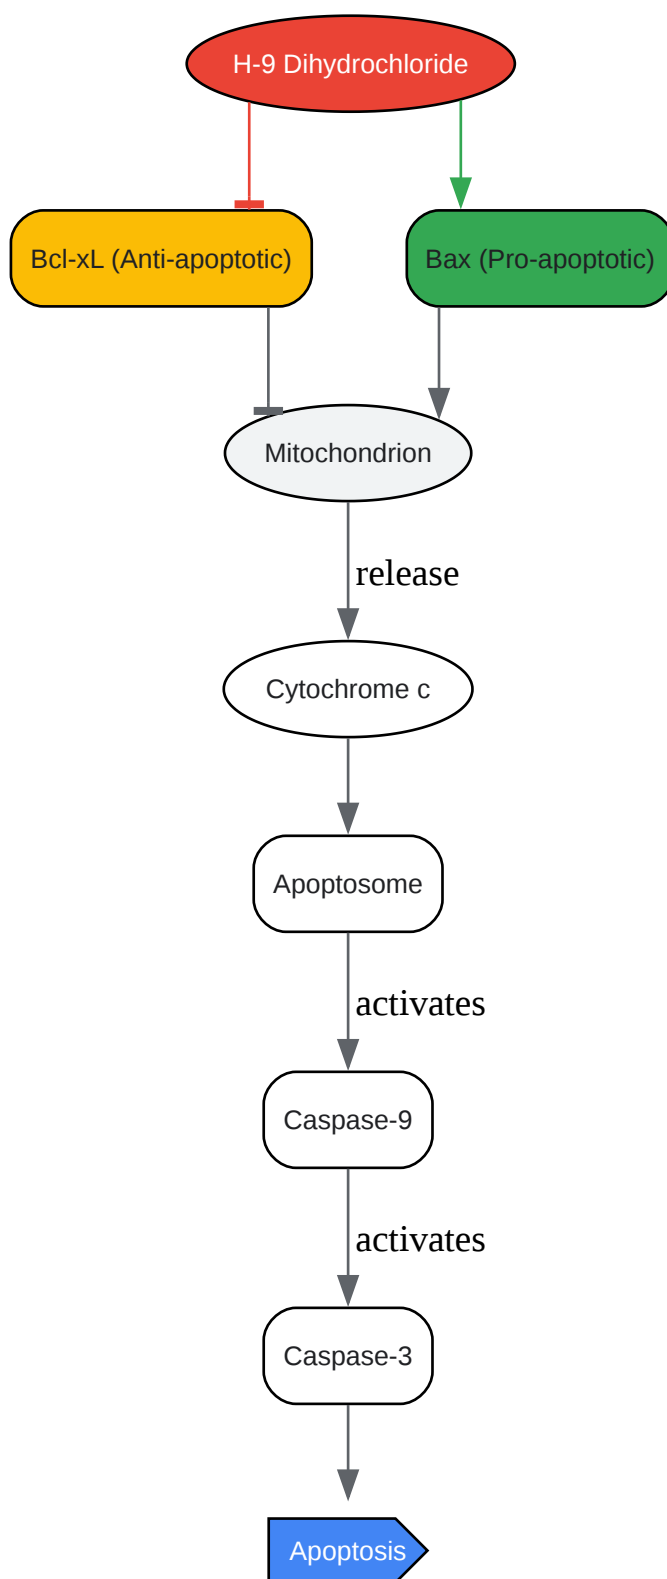 H-9 Dihydrochloride
Bcl-xL (Anti-apoptotic)
Bax (Pro-apoptotic)
Mitochondrion
release
Cytochrome c
Apoptosome
activates
Caspase-9
activates
Caspase-3
Apoptosis